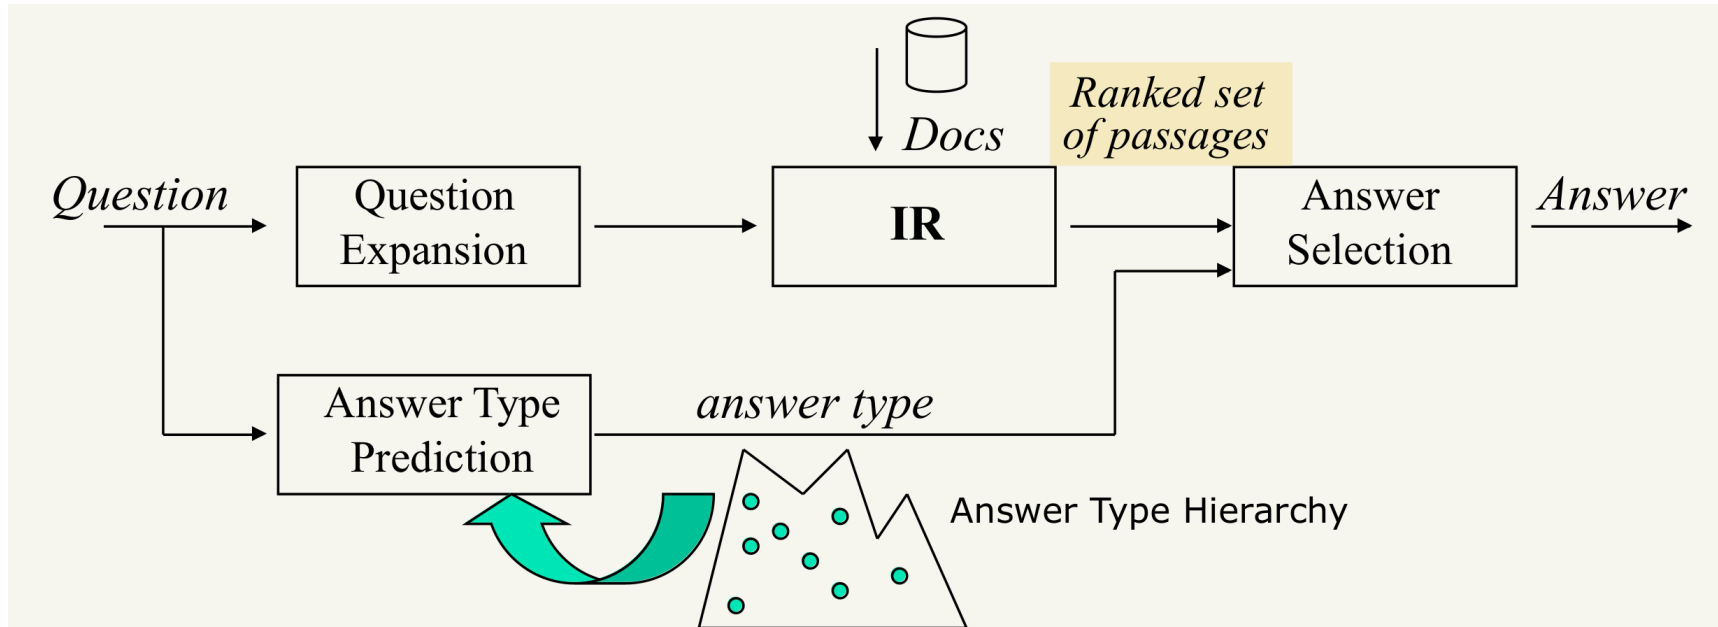 Docs
Ranked set
of passages
Question
Question
Expansion
IR
Answer
Selection
Answer
Answer Type
Prediction
answer type
Answer Type Hierarchy